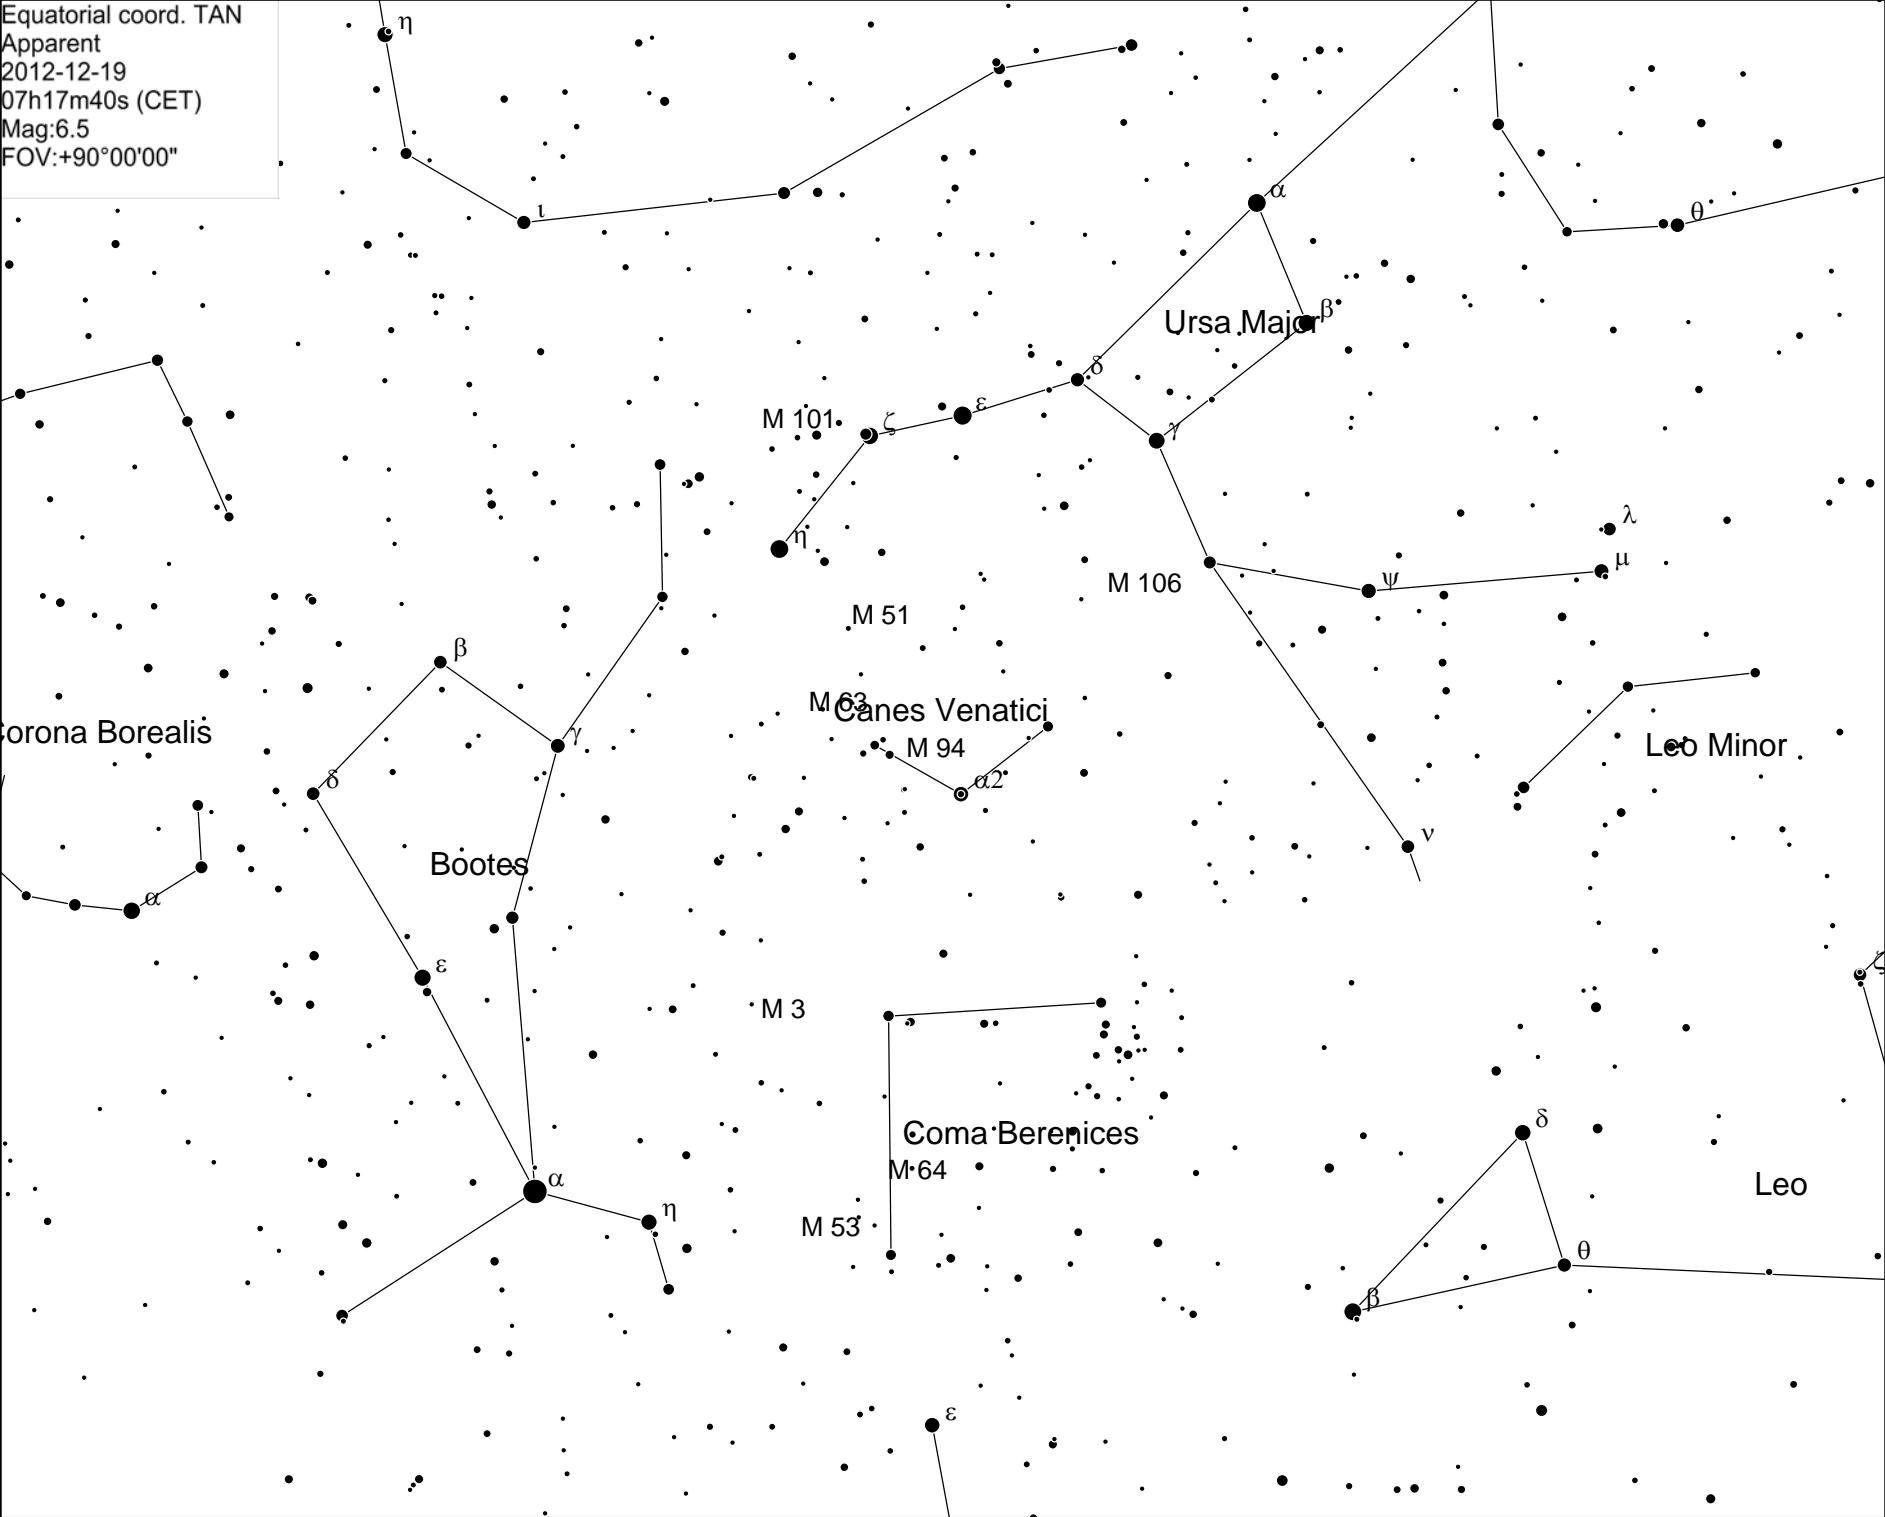 Equatorial coord. TAN
Apparent
2012-12-19
07h17m40s (CET)
Mag:6.5
FOV:+90°00'00"
η
ι
α
θ
Ursa Major β
δ
M 101 ζ ε
γ
η
λ
M 106 ψ μ
M 51
β
M 63
Canes Venatici
Corona Borealis γ M 94 Leo Minor
δ α2
ν
Bootes
α
ε ζ
M 3
Coma Berenices δ
M 64
α Leo
η M 53
θ
β
ε